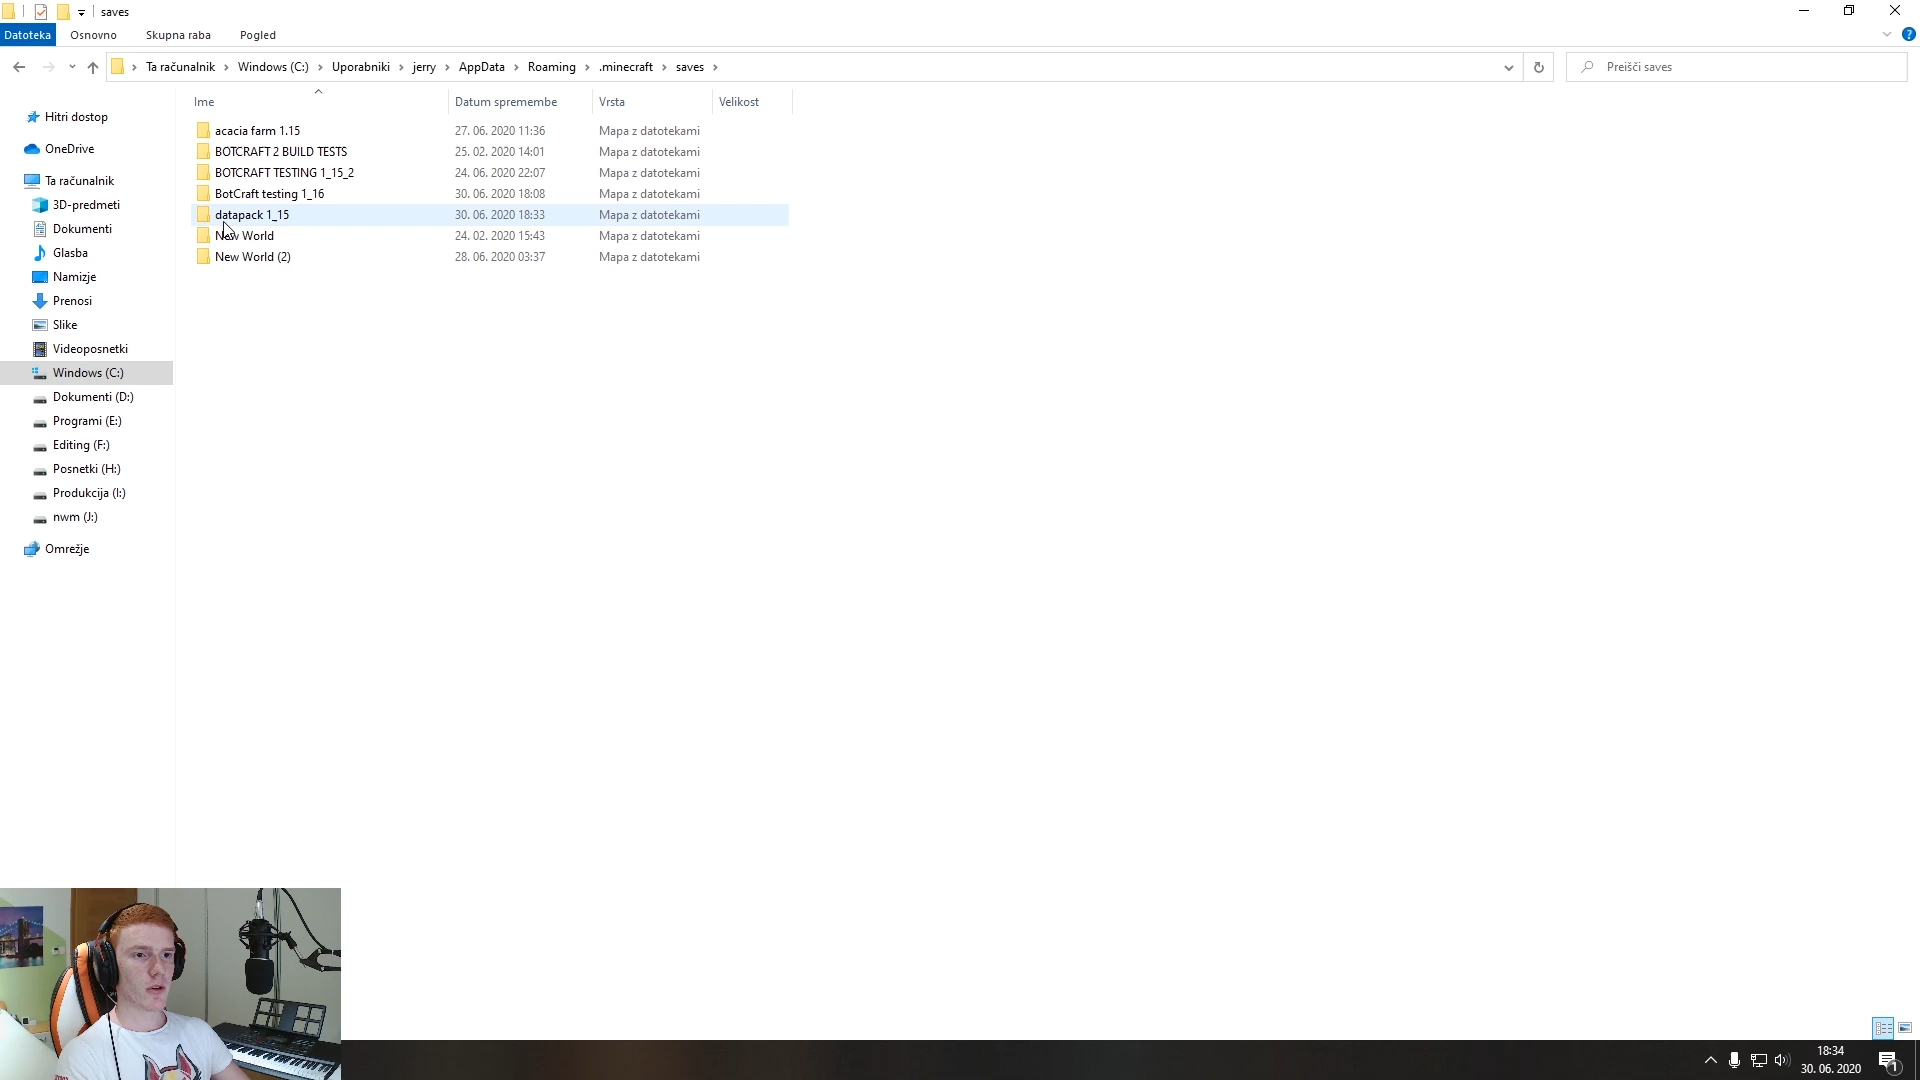 saves
Datoteka Osnovno Skupna raba Pogled
Ta računalnik Windows (C:) Uporabniki jerry AppData Roaming .minecraft saves
Preišči saves
Ime Datum spremembe Vrsta Velikost
acacia farm 1.15 27. 06. 2020 11:36 Mapa z datotekami
BOTCRAFT 2 BUILD TESTS 25. 02. 2020 14:01 Mapa z datotekami
BOTCRAFT TESTING 1_15_2 24. 06. 2020 22:07 Mapa z datotekami
BotCraft testing 1_16 30. 06. 2020 18:08 Mapa z datotekami
datapack 1_15 30. 06. 2020 18:33 Mapa z datotekami
New World 24. 02. 2020 15:43 Mapa z datotekami
New World (2) 28. 06. 2020 03:37 Mapa z datotekami
Hitri dostop
OneDrive
Ta računalnik
3D-predmeti
Dokumenti
Glasba
Namizje
Prenosi
Slike
Videoposnetki
Windows (C:)
Dokumenti (D:)
Programi (E:)
Editing (F:)
Posnetki (H:)
Produkcija (I:)
nwm (J:)
Omrežje
18:34
30. 06. 2020
1